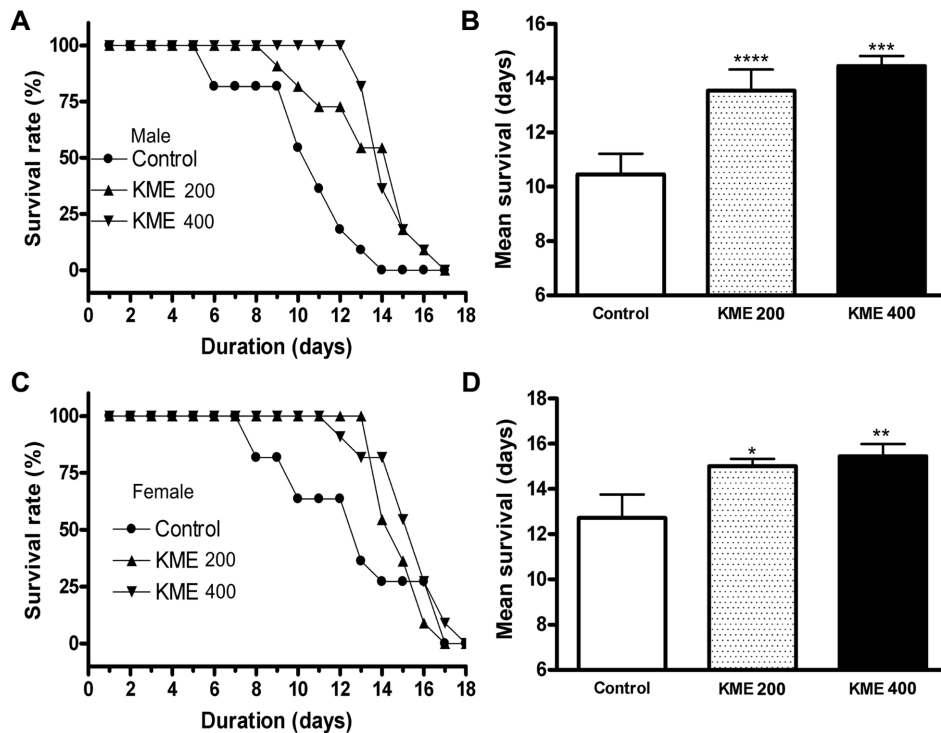 A
Survival rate (%)
100
75
50
25
0
Male
Control
KME 200
KME 400
0 2 4 6 8 10 12 14 16 18
Duration (days)
B
Mean survival (days)
16
14
12
10
8
6
****
***
Control KME 200 KME 400
C
Survival rate (%)
100
75
50
25
0
Female
Control
KME 200
KME 400
0 2 4 6 8 10 12 14 16 18
Duration (days)
D
Mean survival (days)
18
16
14
12
10
8
6
*
**
Control KME 200 KME 400